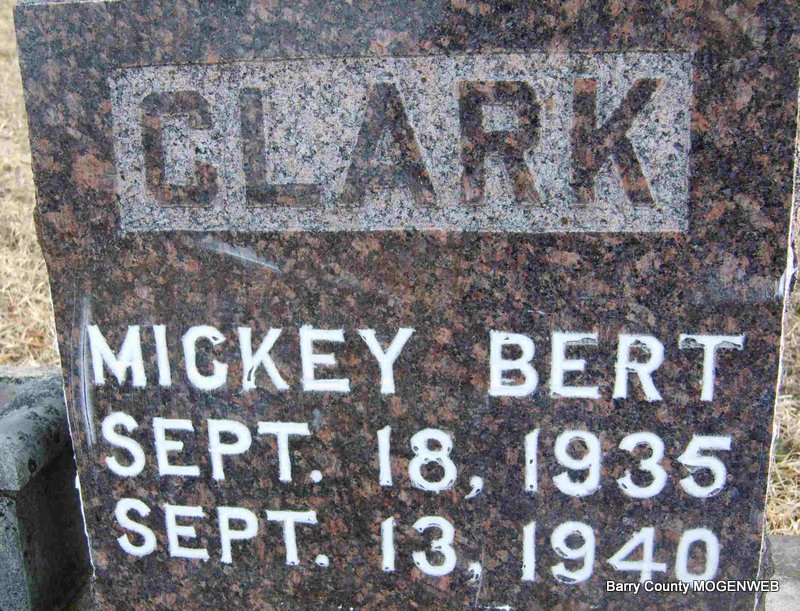 CLARK
MICKEY BERT
SEPT. 18, 1935
SEPT. 13, 1940
Barry County MOGENWEB